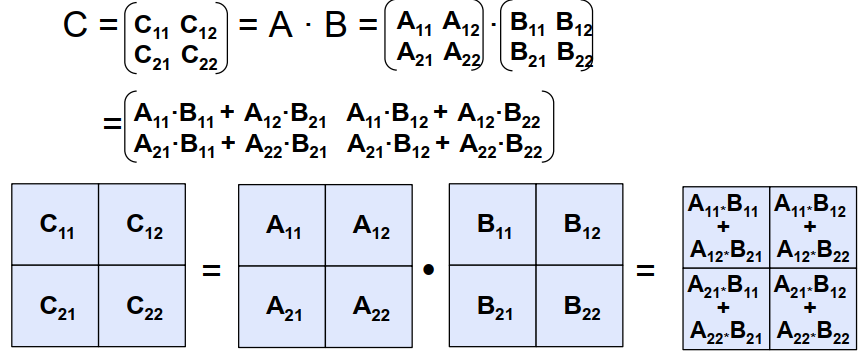 C = ( C₁₁ C₁₂ = A · B = ( A₁₁ A₁₂ · ( B₁₁ B₁₂
C₂₁ C₂₂ ) A₂₁ A₂₂ ) B₂₁ B₂₂ )
= ( A₁₁·B₁₁ + A₁₂·B₂₁ A₁₁·B₁₂ + A₁₂·B₂₂
A₂₁·B₁₁ + A₂₂·B₂₁ A₂₁·B₁₂ + A₂₂·B₂₂ )
C₁₁ C₁₂
C₂₁ C₂₂
=
A₁₁ A₁₂
A₂₁ A₂₂
•
B₁₁ B₁₂
B₂₁ B₂₂
=
A₁₁*B₁₁ A₁₁*B₁₂
+ +
A₁₂*B₂₁ A₁₂*B₂₂
A₂₁*B₁₁ A₂₁*B₁₂
+ +
A₂₂*B₂₁ A₂₂*B₂₂